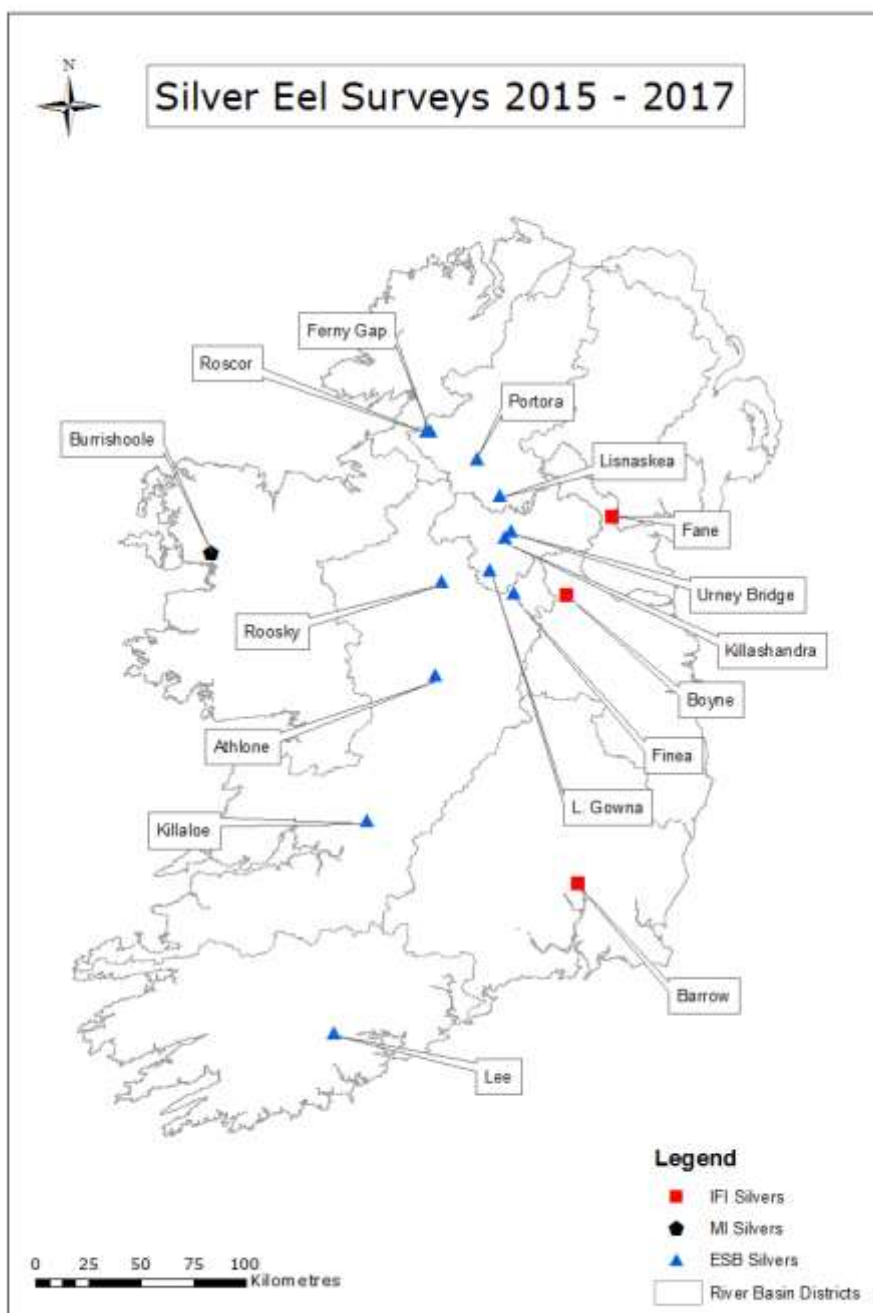 N
Silver Eel Surveys 2015 - 2017
Ferny Gap
Roscor
Portora
Burrishoole
Lisnaskea
Fane
Urney Bridge
Roosky
Killashandra
Boyne
Athlone
Finea
L. Gowna
Killaloe
Barrow
Lee
Legend
IFI Silvers
MI Silvers
ESB Silvers
River Basin Districts
0 25 50 75 100
Kilometres